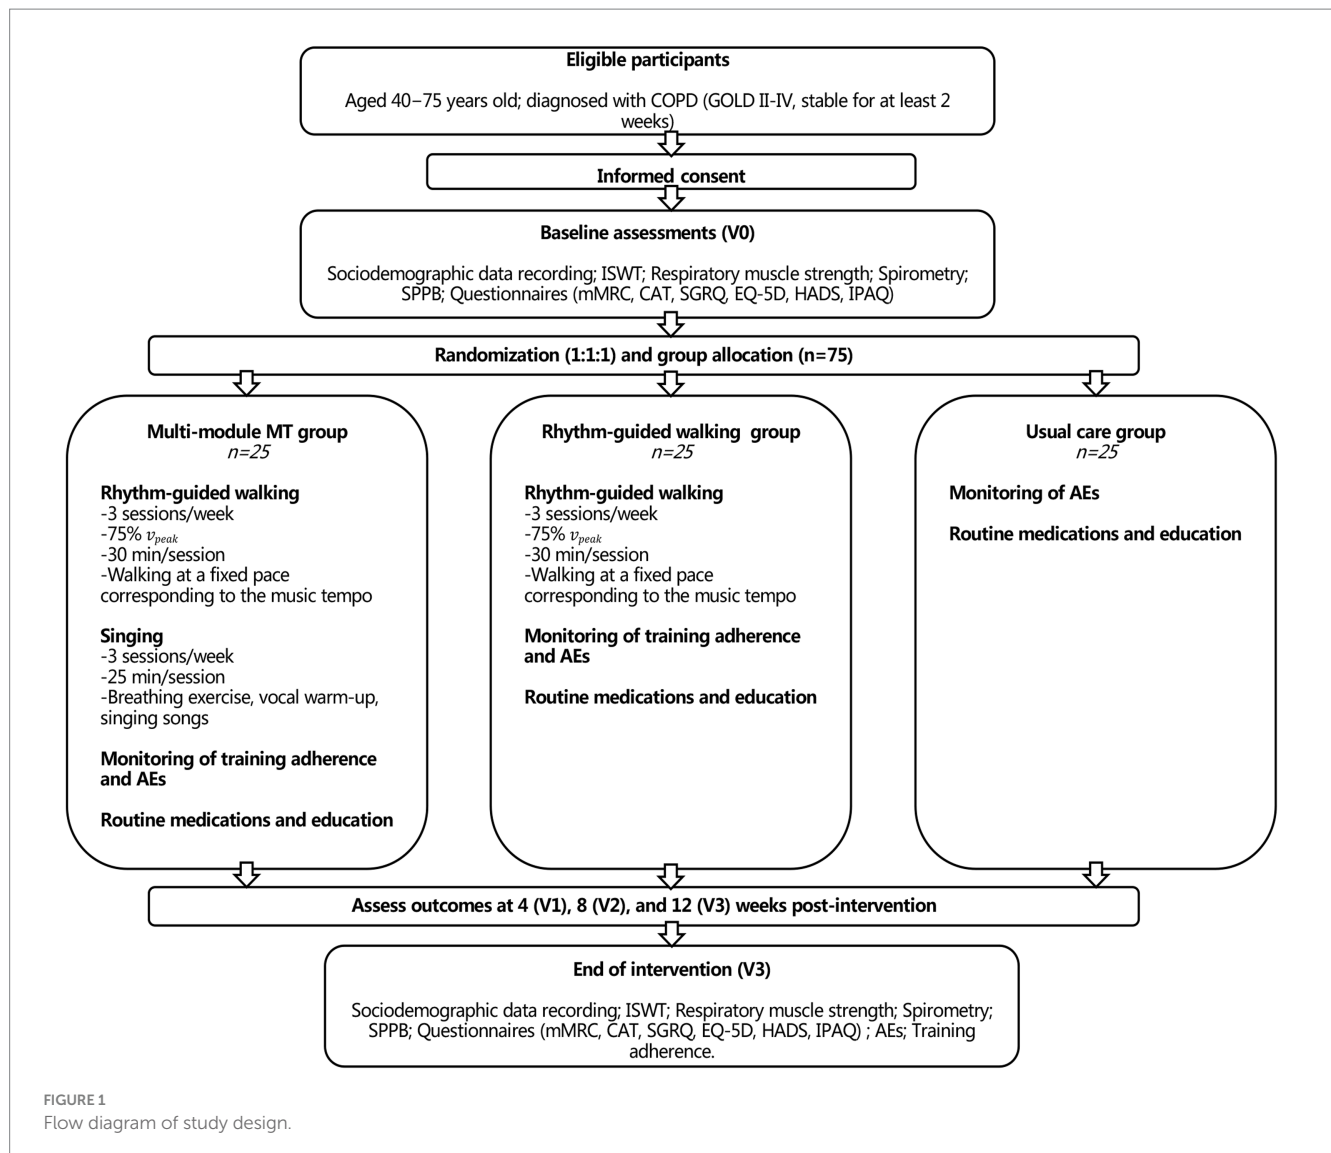 Eligible participants
Aged 40–75 years old; diagnosed with COPD (GOLD II-IV, stable for at least 2
weeks)
Informed consent
Baseline assessments (V0)
Sociodemographic data recording; ISWT; Respiratory muscle strength; Spirometry;
SPPB; Questionnaires (mMRC, CAT, SGRQ, EQ-5D, HADS, IPAQ)
Randomization (1:1:1) and group allocation (n=75)
Multi-module MT group
n=25
Rhythm-guided walking
-3 sessions/week
-75% v_peak
-30 min/session
-Walking at a fixed pace
corresponding to the music tempo
Singing
-3 sessions/week
-25 min/session
-Breathing exercise, vocal warm-up,
singing songs
Monitoring of training adherence
and AEs
Routine medications and education
Rhythm-guided walking group
n=25
Rhythm-guided walking
-3 sessions/week
-75% v_peak
-30 min/session
-Walking at a fixed pace
corresponding to the music tempo
Monitoring of training adherence
and AEs
Routine medications and education
Usual care group
n=25
Monitoring of AEs
Routine medications and education
Assess outcomes at 4 (V1), 8 (V2), and 12 (V3) weeks post-intervention
End of intervention (V3)
Sociodemographic data recording; ISWT; Respiratory muscle strength; Spirometry;
SPPB; Questionnaires (mMRC, CAT, SGRQ, EQ-5D, HADS, IPAQ) ; AEs; Training
adherence.
FIGURE 1
Flow diagram of study design.